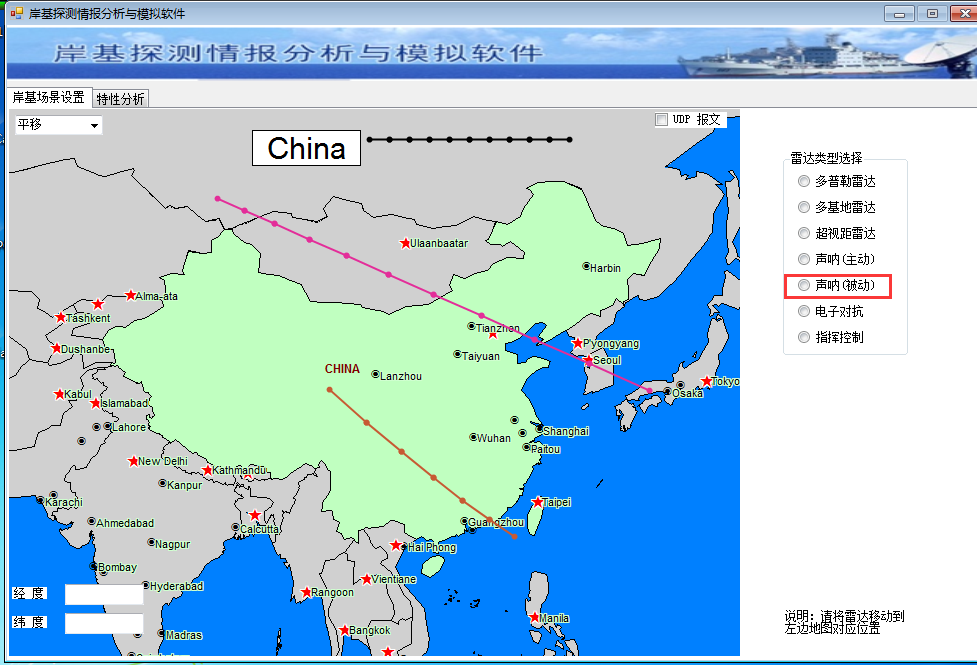 岸基探测情报分析与模拟软件
岸基探测情报分析与模拟软件
岸基场景设置
特性分析
平移
UDP 报文
China
雷达类型选择
多普勒雷达
多基地雷达
超视距雷达
声呐(主动)
声呐(被动)
电子对抗
指挥控制
Ulaanbaatar
Harbin
Alma-ata
Tashkent
Tianzhen
Pyongyang
Dushanbe
Taiyuan
Seoul
CHINA
Lanzhou
Tokyo
Kabul
Osaka
Islamabad
Lahore
Shanghai
Wuhan
Paitou
New Delhi
Kathmandu
Kanpur
Karachi
Taipei
Ahmedabad
Guangzhou
Calcutta
Nagpur
Hai Phong
Bombay
Vientiane
Hyderabad
经 度
Rangoon
纬 度
Manila
Bangkok
Madras
说明：请将雷达移动到
左边地图对应位置